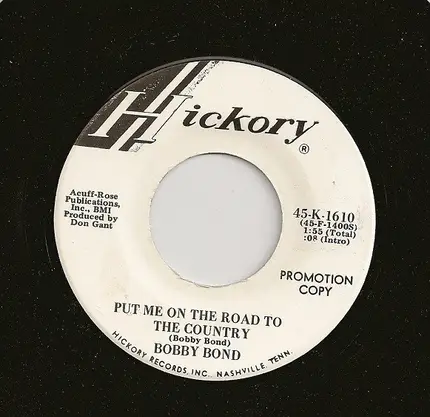 Hickory
®
Acuff-Rose
Publications,
Inc., BMI
Produced by
Don Gant
45-K-1610
(45-F-1400S)
1:55 (Total)
:08 (Intro)
PROMOTION
COPY
PUT ME ON THE ROAD TO
THE COUNTRY
(Bobby Bond)
BOBBY BOND
HICKORY RECORDS, INC., NASHVILLE, TENN.